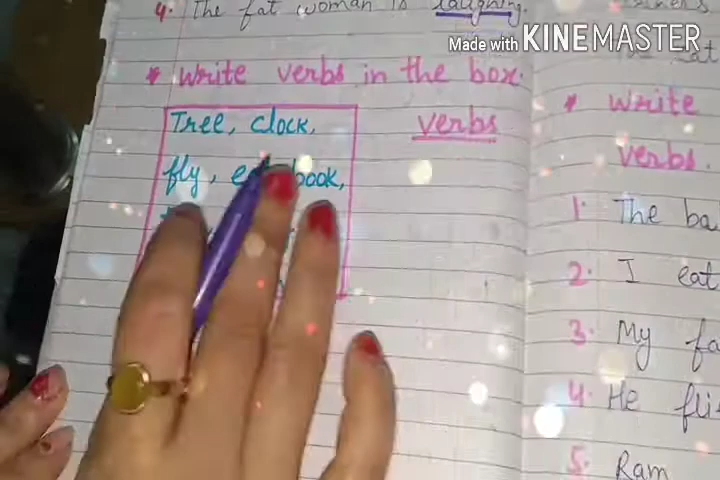 4. The fat woman is laughing.
Made with KINEMASTER
* Write verbs in the box.
Tree, clock,
fly, book,
verbs
* Write
verbs.
1. The
2. I eat
3. My
4. He
5. Ram